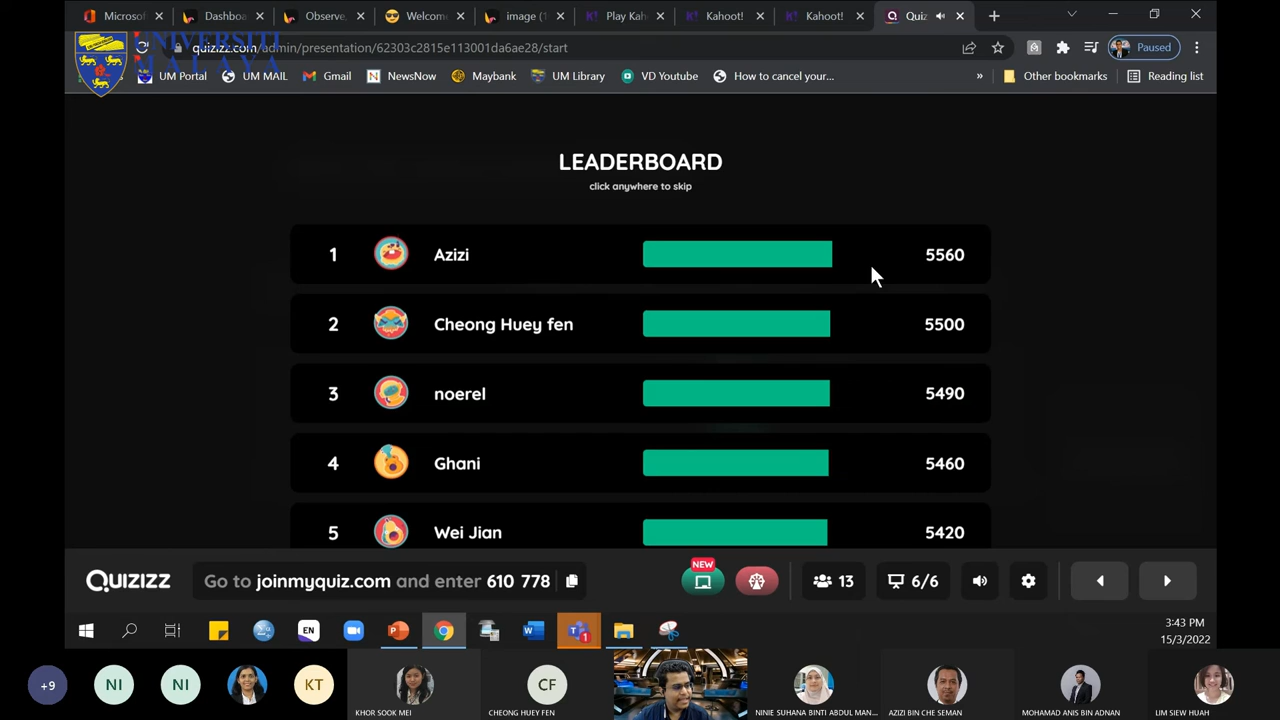 Microsof
Dashboa
Observe,
Welcom
image (1
Play Kah
Kahoot!
Kahoot!
Quiz
quizizz.com/admin/presentation/62303c2815e113001da6ae28/start
Paused
UNIVERSITI
MALAYA
UM Portal
UM MAIL
Gmail
NewsNow
Maybank
UM Library
VD Youtube
How to cancel your...
»
Other bookmarks
Reading list
LEADERBOARD
click anywhere to skip
1 Azizi 5560
2 Cheong Huey fen 5500
3 noerel 5490
4 Ghani 5460
5 Wei Jian 5420
NEW
QUIZIZZ
Go to joinmyquiz.com and enter 610 778
13
6/6
EN
1
3:43 PM
15/3/2022
+9
NI
NI
KT
CF
KHOR SOOK MEI
CHEONG HUEY FEN
NINIE SUHANA BINTI ABDUL MAN...
AZIZI BIN CHE SEMAN
MOHAMAD ANIS BIN ADNAN
LIM SIEW HUAH